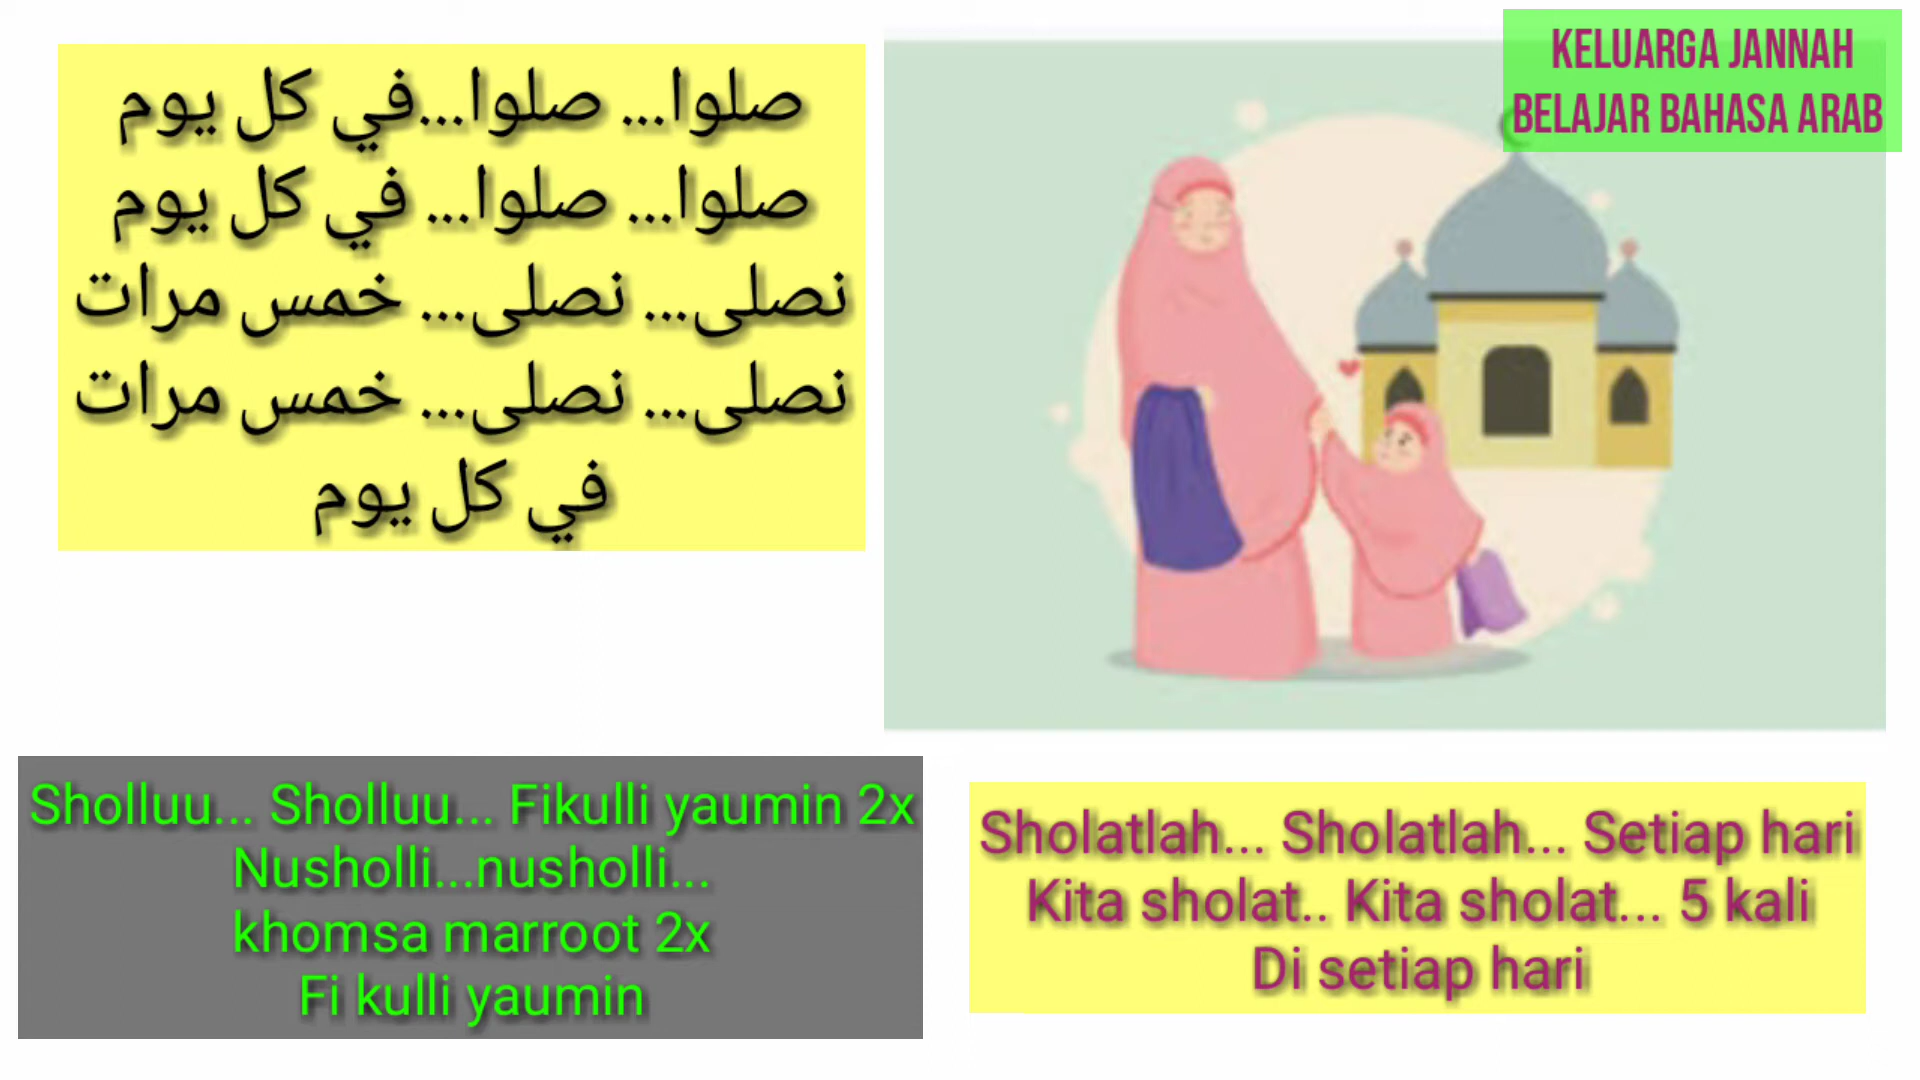 KELUARGA JANNAH
BELAJAR BAHASA ARAB
صلوا... صلوا...في كل يوم
صلوا... صلوا... في كل يوم
نصلى... نصلى... خمس مرات
نصلى... نصلى... خمس مرات
في كل يوم
Sholluu... Sholluu... Fikulli yaumin 2x
Nusholli...nusholli...
khomsa marroot 2x
Fi kulli yaumin
Sholatlah... Sholatlah... Setiap hari
Kita sholat.. Kita sholat... 5 kali
Di setiap hari